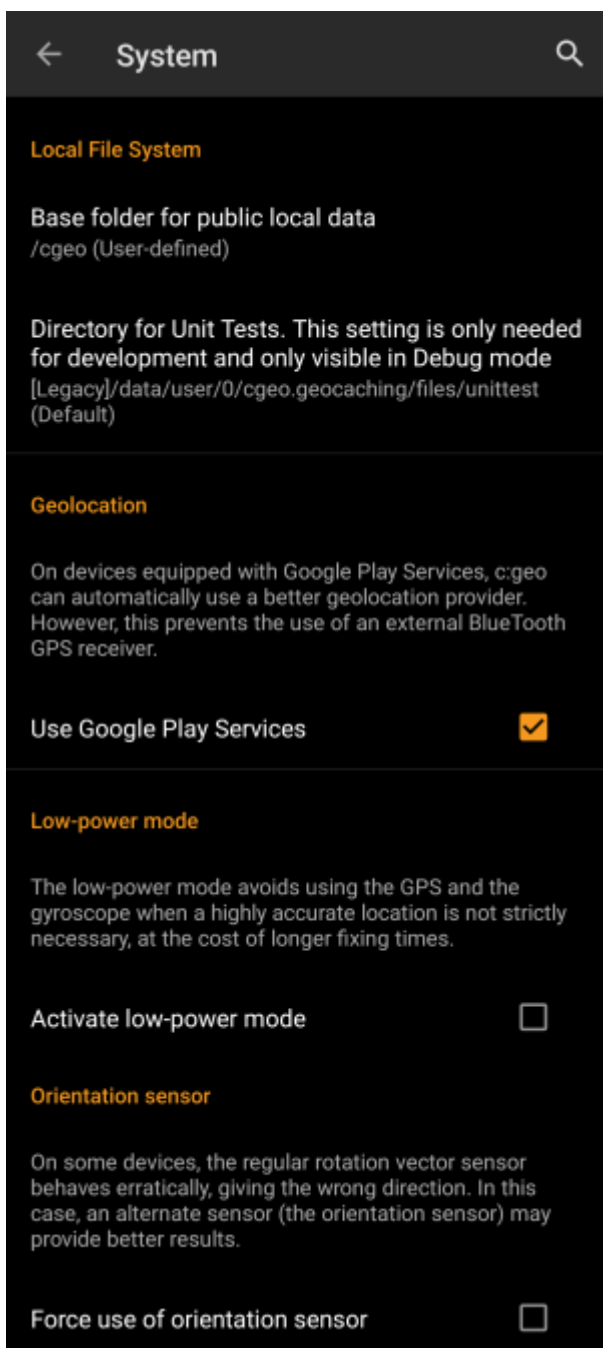 System
Local File System
Base folder for public local data
/cgeo (User-defined)
Directory for Unit Tests. This setting is only needed
for development and only visible in Debug mode
[Legacy]/data/user/0/cgeo.geocaching/files/unittest
(Default)
Geolocation
On devices equipped with Google Play Services, c:geo
can automatically use a better geolocation provider.
However, this prevents the use of an external BlueTooth
GPS receiver.
Use Google Play Services
Low-power mode
The low-power mode avoids using the GPS and the
gyroscope when a highly accurate location is not strictly
necessary, at the cost of longer fixing times.
Activate low-power mode
Orientation sensor
On some devices, the regular rotation vector sensor
behaves erratically, giving the wrong direction. In this
case, an alternate sensor (the orientation sensor) may
provide better results.
Force use of orientation sensor